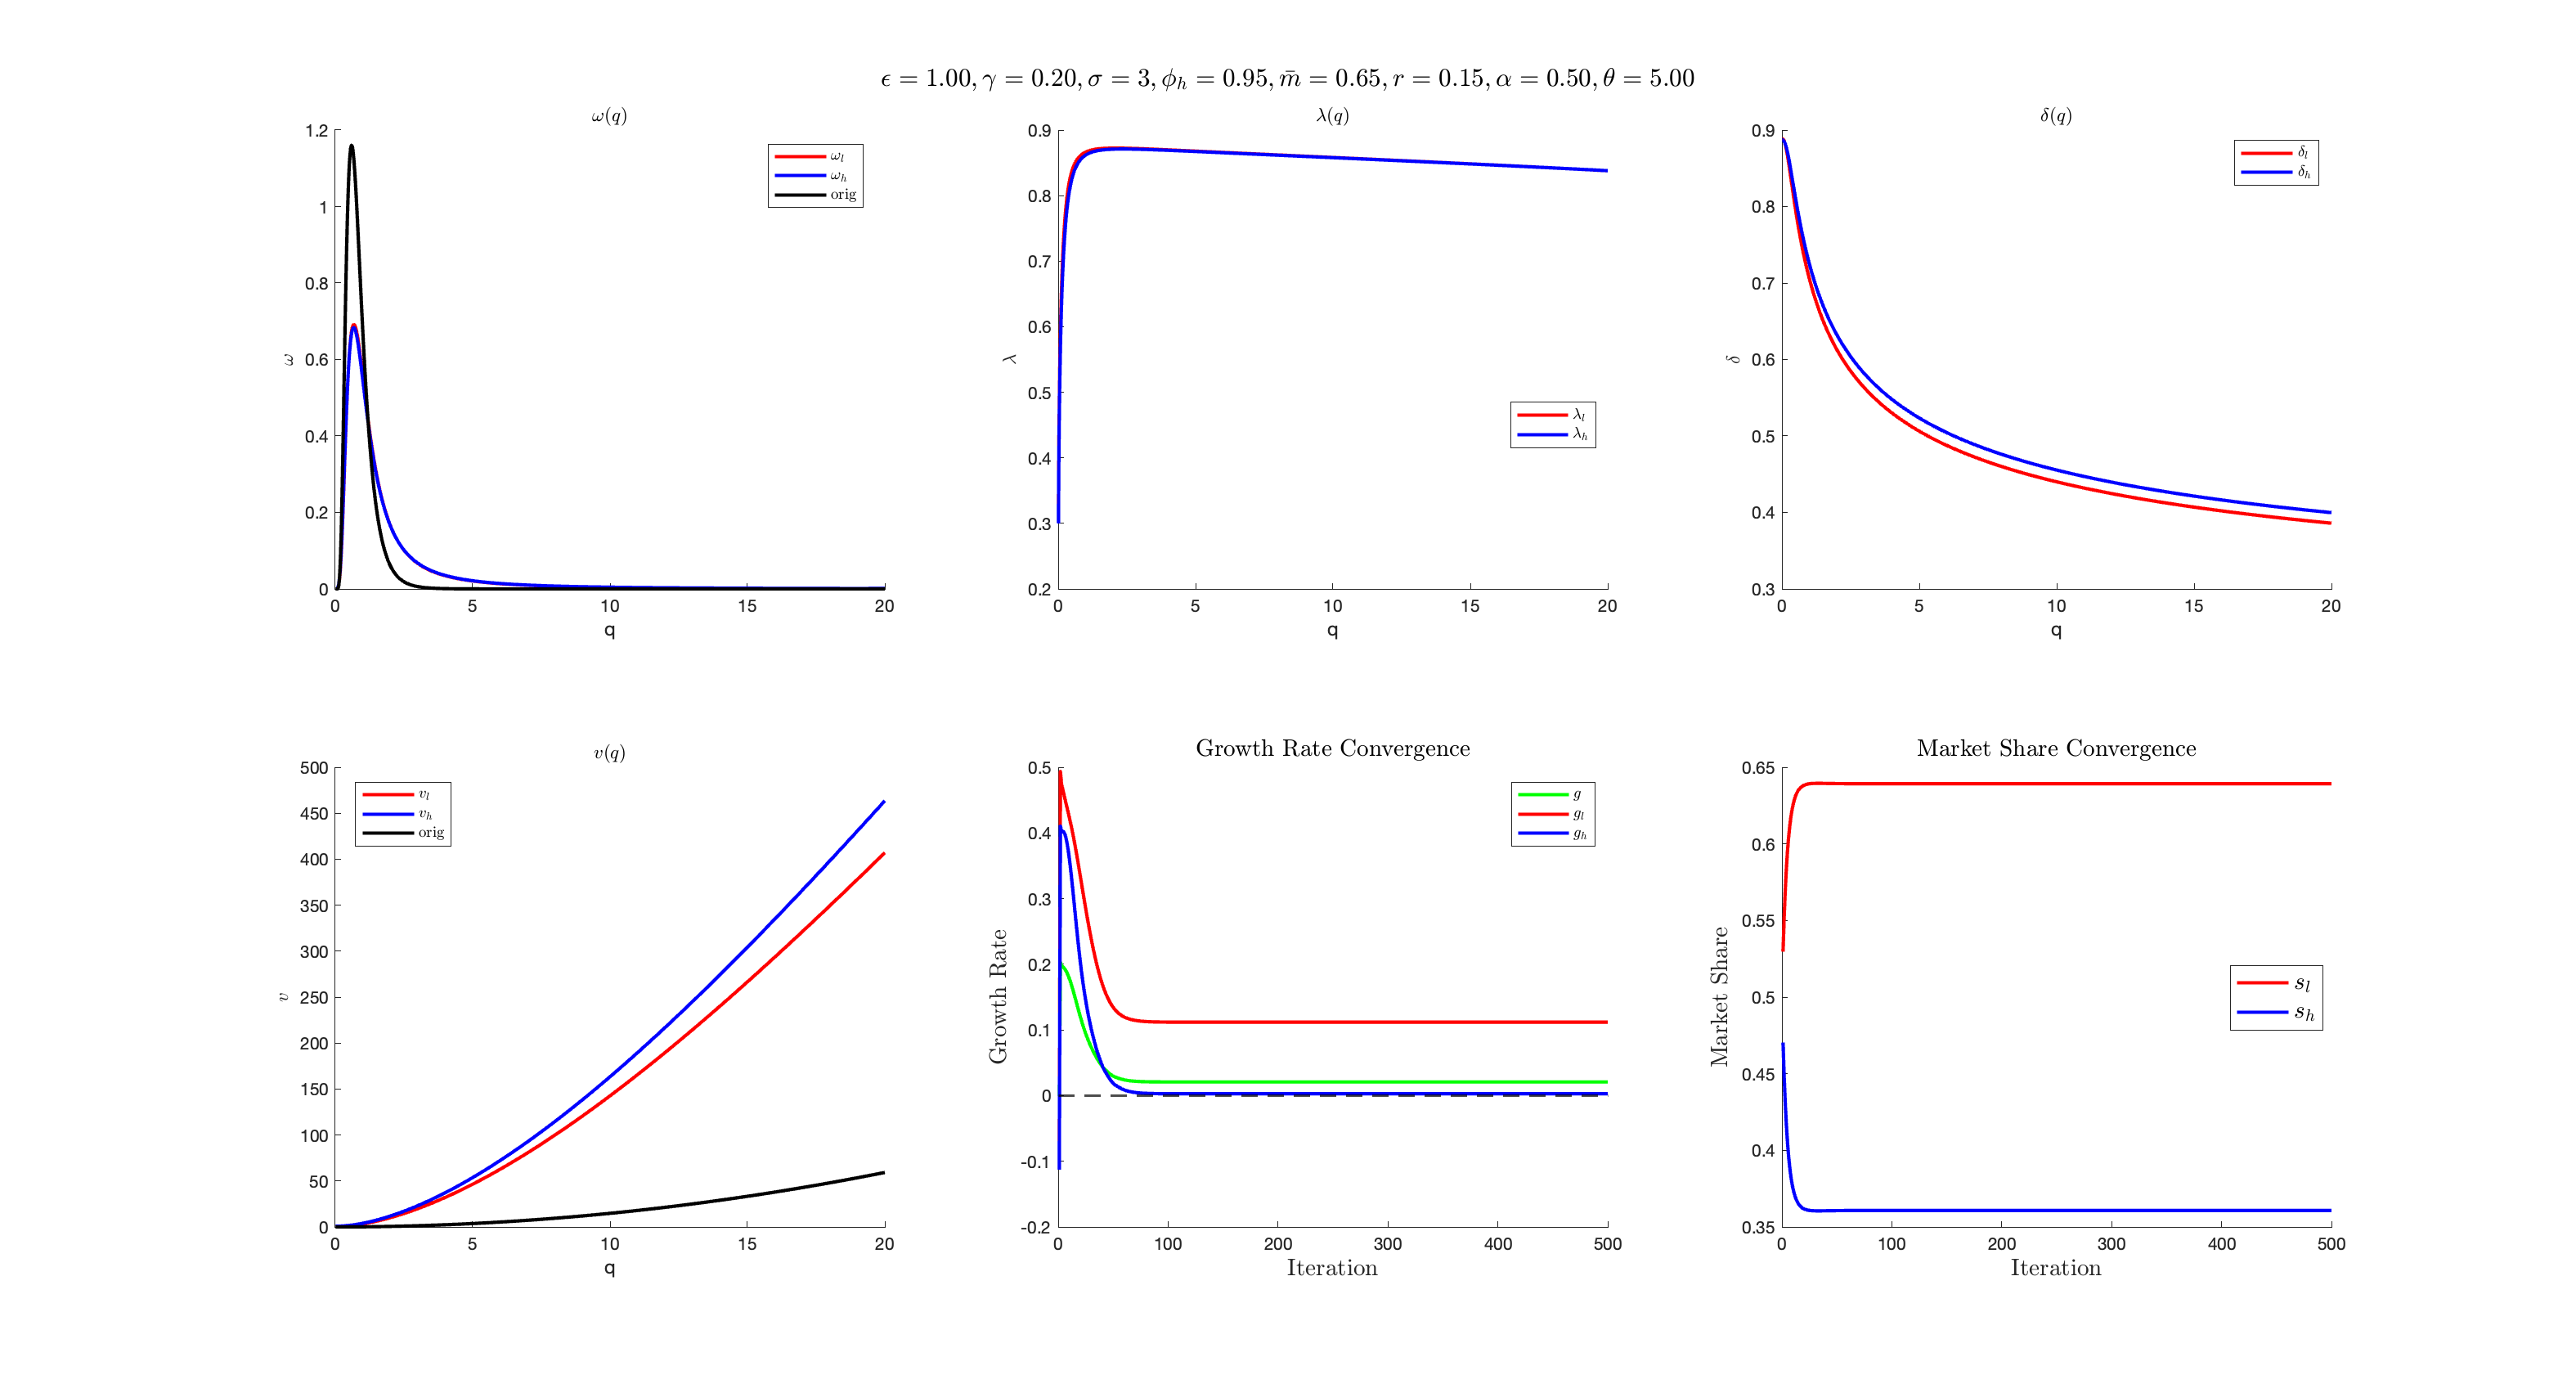 ϵ = 1.00, γ = 0.20, σ = 3, ϕ_h = 0.95, m̄ = 0.65, r = 0.15, α = 0.50, θ = 5.00
ω(q)
1.2
1
0.8
0.6
0.4
0.2
0
0 5 10 15 20
ω
q
ω_l
ω_h
orig
λ(q)
0.9
0.8
0.7
0.6
0.5
0.4
0.3
0.2
0 5 10 15 20
λ
q
λ_l
λ_h
δ(q)
0.9
0.8
0.7
0.6
0.5
0.4
0.3
0 5 10 15 20
δ
q
δ_l
δ_h
v(q)
500
450
400
350
300
250
200
150
100
50
0
0 5 10 15 20
v
q
v_l
v_h
orig
Growth Rate Convergence
0.5
0.4
0.3
0.2
0.1
0
-0.1
-0.2
0 100 200 300 400 500
Growth Rate
Iteration
g
g_l
g_h
Market Share Convergence
0.65
0.6
0.55
0.5
0.45
0.4
0.35
0 100 200 300 400 500
Market Share
Iteration
s_l
s_h